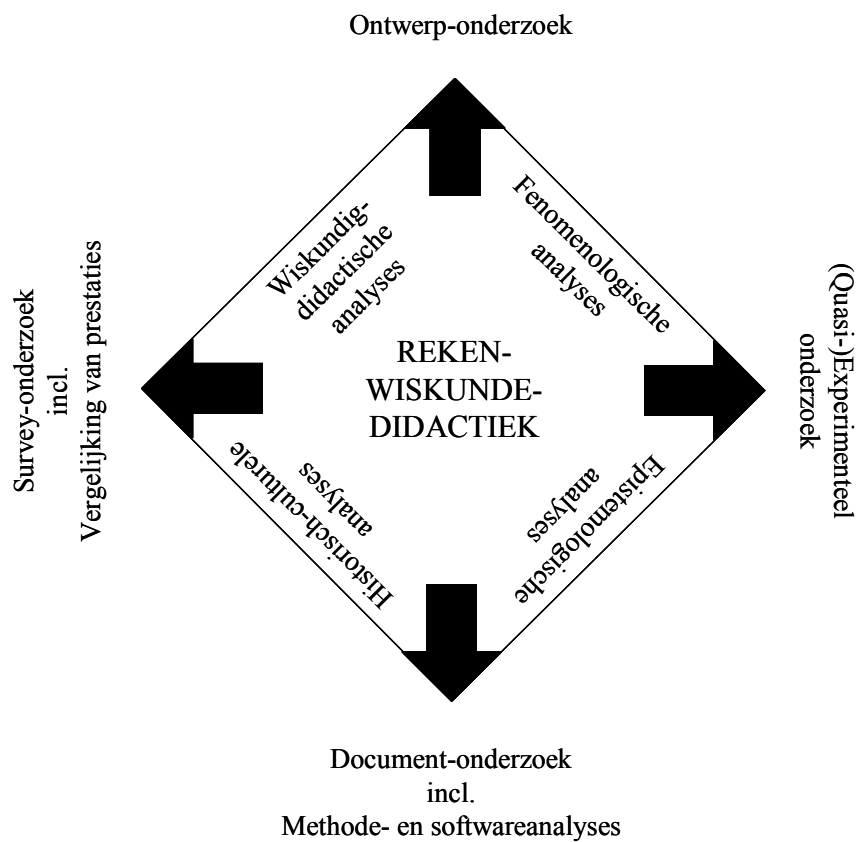 Ontwerp-onderzoek
Wiskundig-
didactische
analyses
Fenomenologische
analyses
Survey-onderzoek
incl.
Vergelijking van prestaties
REKEN-
WISKUNDE-
DIDACTIEK
(Quasi-)Experimenteel
onderzoek
Historisch-culturele
analyses
Epistemologische
analyses
Document-onderzoek
incl.
Methode- en softwareanalyses